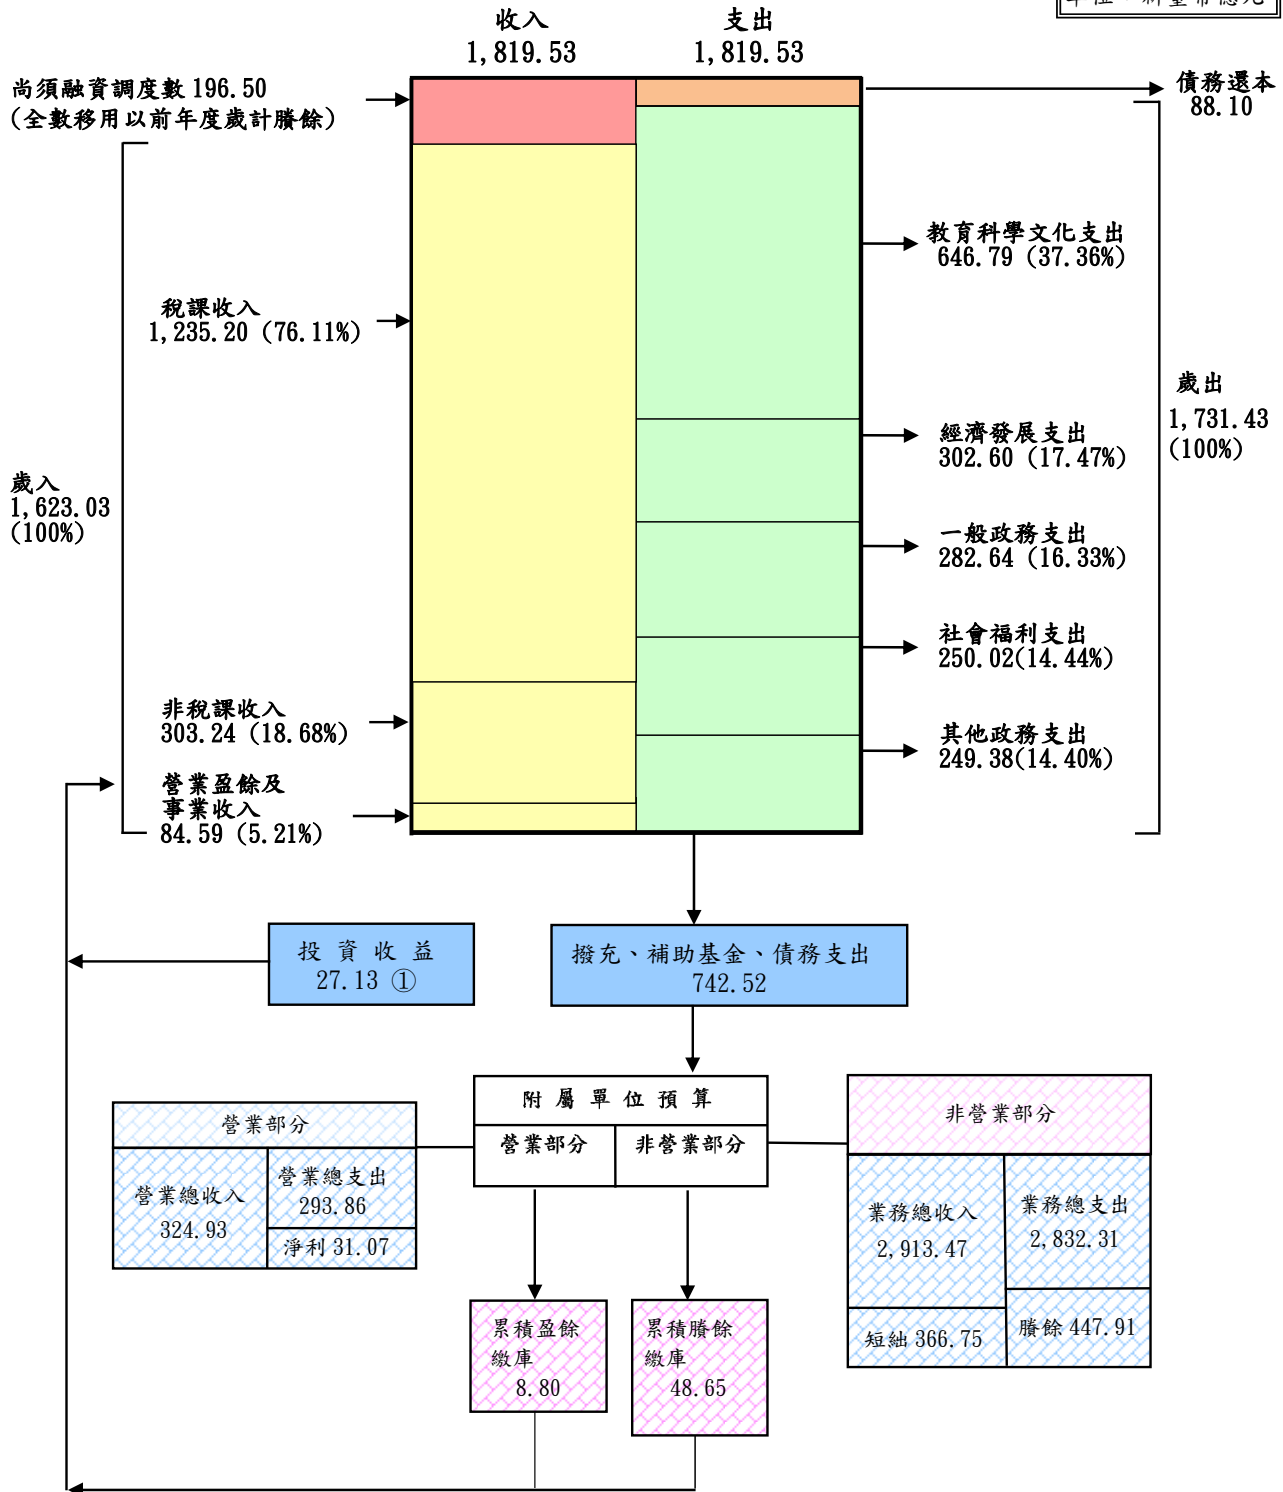 單位：新臺幣億元
收入
1,819.53
支出
1,819.53
尚須融資調度數 196.50
(全數移用以前年度歲計賸餘)
債務還本
88.10
教育科學文化支出
646.79 (37.36%)
稅課收入
1,235.20 (76.11%)
歲出
1,731.43
(100%)
經濟發展支出
302.60 (17.47%)
歲入
1,623.03
(100%)
一般政務支出
282.64 (16.33%)
社會福利支出
250.02(14.44%)
非稅課收入
303.24 (18.68%)
其他政務支出
249.38(14.40%)
營業盈餘及
事業收入
84.59 (5.21%)
投資收益
27.13 ①
撥充、補助基金、債務支出
742.52
附屬單位預算
營業部分
非營業部分
營業部分
營業總收入
324.93
營業總支出
293.86
淨利 31.07
非營業部分
業務總收入
2,913.47
業務總支出
2,832.31
短絀 366.75
賸餘 447.91
累積盈餘
繳庫
8.80
累積賸餘
繳庫
48.65